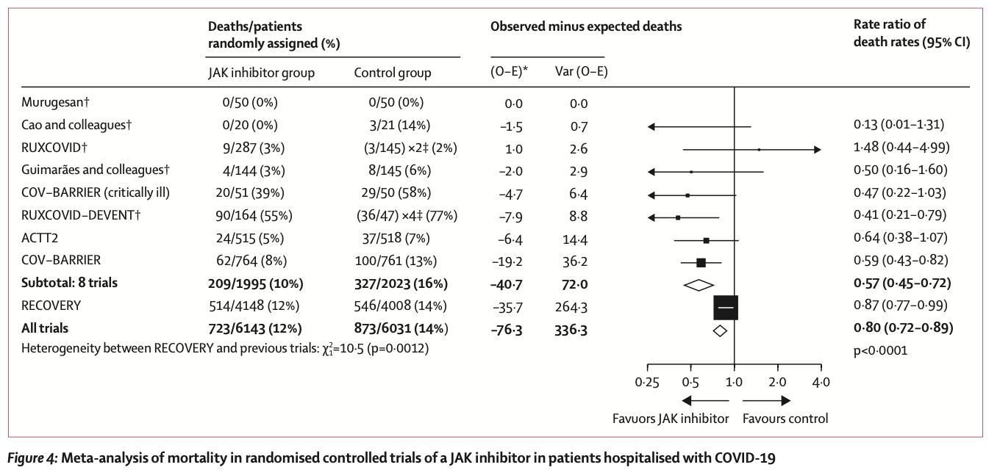 Deaths/patients randomly assigned (%) Observed minus expected deaths Rate ratio of death rates (95% CI)
JAK inhibitor group Control group (O–E)* Var (O–E)
Murugesan† 0/50 (0%) 0/50 (0%) 0·0 0·0
Cao and colleagues† 0/20 (0%) 3/21 (14%) –1·5 0·7 0·13 (0·01–1·31)
RUXCOVID† 9/287 (3%) (3/145) ×2‡ (2%) 1·0 2·6 1·48 (0·44–4·99)
Guimarães and colleagues† 4/144 (3%) 8/145 (6%) –2·0 2·9 0·50 (0·16–1·60)
COV–BARRIER (critically ill) 20/51 (39%) 29/50 (58%) –4·7 6·4 0·47 (0·22–1·03)
RUXCOVID–DEVENT† 90/164 (55%) (36/47) ×4‡ (77%) –7·9 8·8 0·41 (0·21–0·79)
ACTT2 24/515 (5%) 37/518 (7%) –6·4 14·4 0·64 (0·38–1·07)
COV–BARRIER 62/764 (8%) 100/761 (13%) –19·2 36·2 0·59 (0·43–0·82)
Subtotal: 8 trials 209/1995 (10%) 327/2023 (16%) –40·7 72·0 0·57 (0·45–0·72)
RECOVERY 514/4148 (12%) 546/4008 (14%) –35·7 264·3 0·87 (0·77–0·99)
All trials 723/6143 (12%) 873/6031 (14%) –76·3 336·3 0·80 (0·72–0·89)
Heterogeneity between RECOVERY and previous trials: χ²₁=10·5 (p=0·0012) p<0·0001
0·25 0·5 1·0 2·0 4·0
Favuors JAK inhibitor Favours control
Figure 4: Meta-analysis of mortality in randomised controlled trials of a JAK inhibitor in patients hospitalised with COVID-19